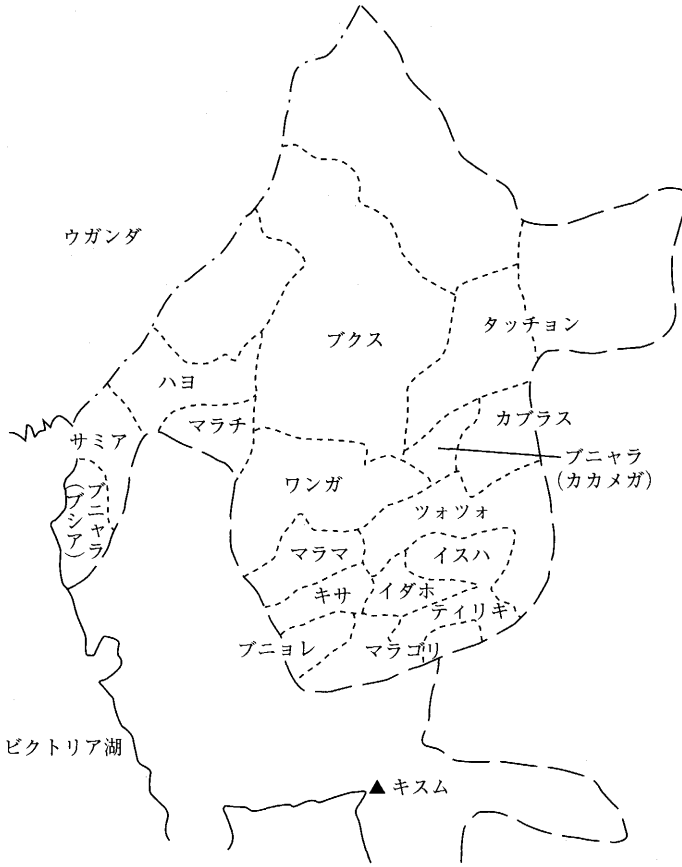 ウガンダ
タッチョン
ブクス
ハヨ
カブラス
マラチ
サミア
ブニャラ
(カカメガ)
ワンガ
ブニャラ
(ブシア)
ツォツォ
マラマ
イスハ
キサ
イダホ
ティリギ
ブニョレ
マラゴリ
ビクトリア湖
▲キスム